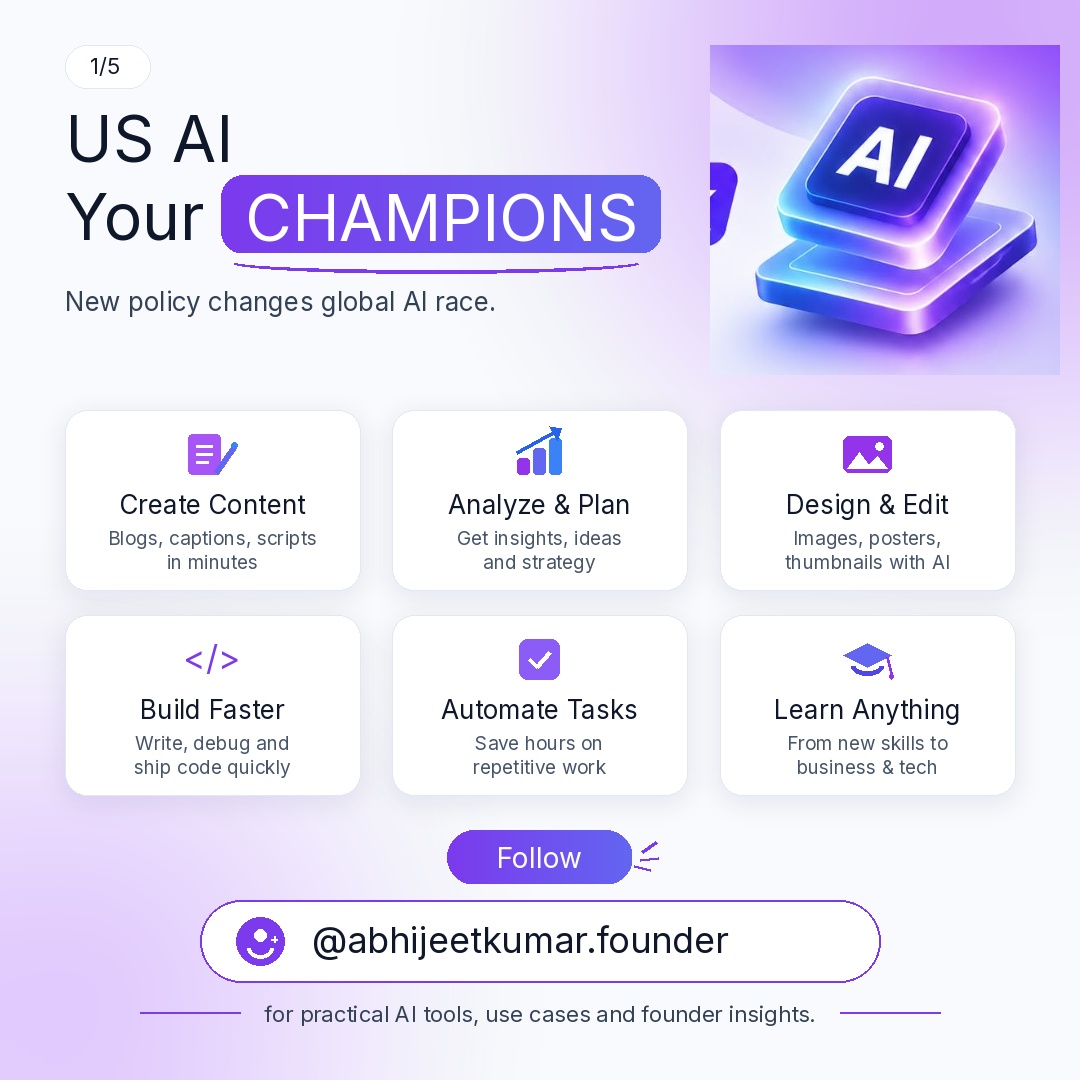 1/5
US AI
Your CHAMPIONS
New policy changes global AI race.
AI
Create Content
Blogs, captions, scripts
in minutes
Analyze & Plan
Get insights, ideas
and strategy
Design & Edit
Images, posters,
thumbnails with AI
</>
Build Faster
Write, debug and
ship code quickly
Automate Tasks
Save hours on
repetitive work
Learn Anything
From new skills to
business & tech
Follow
@abhijeetkumar.founder
for practical AI tools, use cases and founder insights.